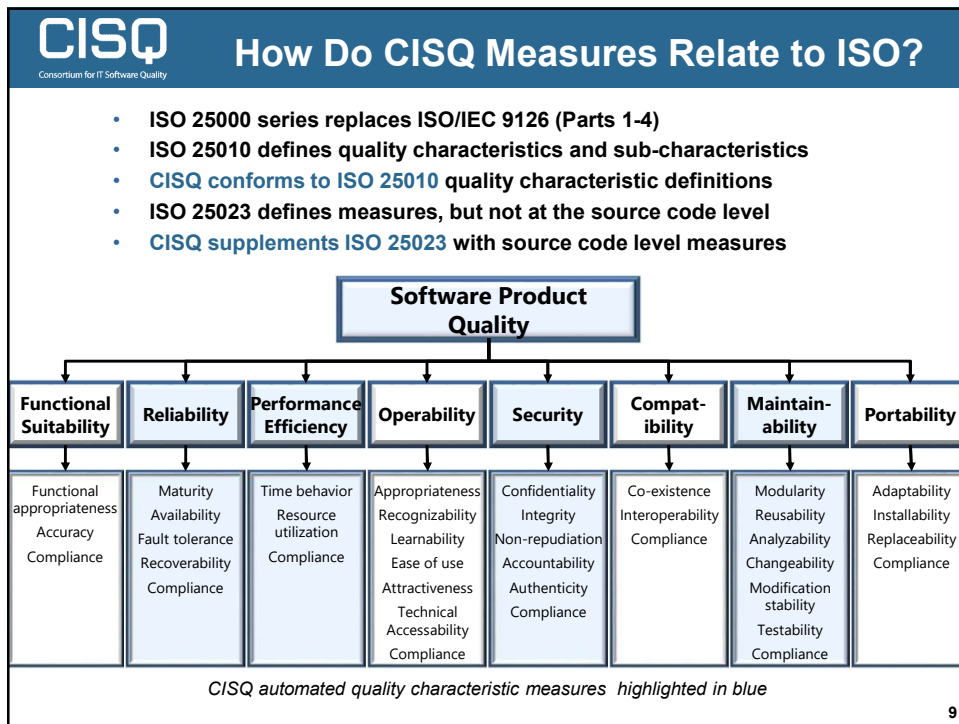 CISQ
Consortium for IT Software Quality
How Do CISQ Measures Relate to ISO?
• ISO 25000 series replaces ISO/IEC 9126 (Parts 1-4)
• ISO 25010 defines quality characteristics and sub-characteristics
• CISQ conforms to ISO 25010 quality characteristic definitions
• ISO 25023 defines measures, but not at the source code level
• CISQ supplements ISO 25023 with source code level measures
Software Product
Quality
Functional
Suitability
Reliability
Performance
Efficiency
Operability
Security
Compat-
ibility
Maintain-
ability
Portability
Functional
appropriateness
Accuracy
Compliance
Maturity
Availability
Fault tolerance
Recoverability
Compliance
Time behavior
Resource
utilization
Compliance
Appropriateness
Recognizability
Learnability
Ease of use
Attractiveness
Technical
Accessability
Compliance
Confidentiality
Integrity
Non-repudiation
Accountability
Authenticity
Compliance
Co-existence
Interoperability
Compliance
Modularity
Reusability
Analyzability
Changeability
Modification
stability
Testability
Compliance
Adaptability
Installability
Replaceability
Compliance
CISQ automated quality characteristic measures highlighted in blue
9